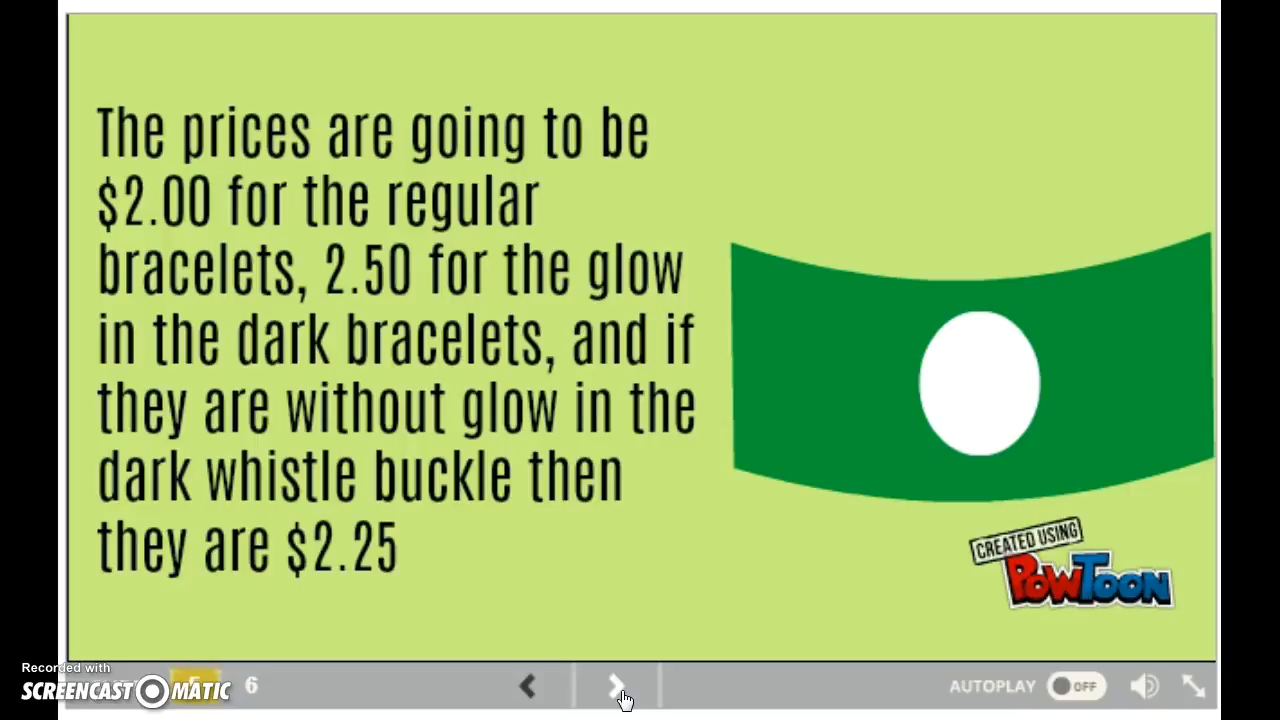 The prices are going to be
$2.00 for the regular
bracelets, 2.50 for the glow
in the dark bracelets, and if
they are without glow in the
dark whistle buckle then
they are $2.25
CREATED USING
POWTOON
Recorded with
SCREENCAST MATIC
5
6
AUTOPLAY OFF